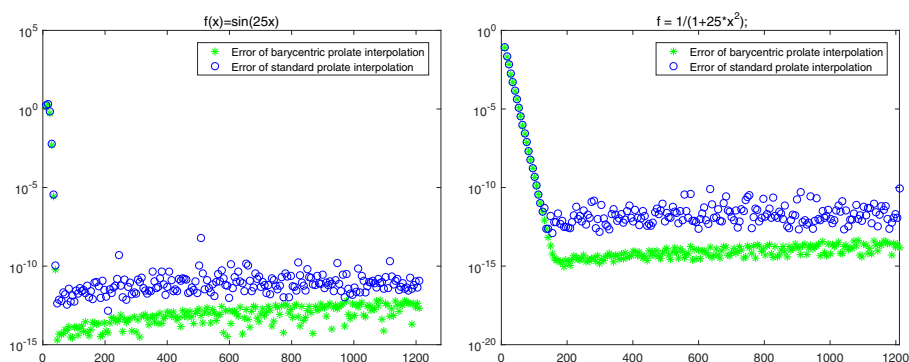 f(x)=sin(25x)
10^5
10^0
10^-5
10^-10
10^-15
0 200 400 600 800 1000 1200
Error of barycentric prolate interpolation
Error of standard prolate interpolation
f = 1/(1+25*x^2);
10^0
10^-5
10^-10
10^-15
10^-20
0 200 400 600 800 1000 1200
Error of barycentric prolate interpolation
Error of standard prolate interpolation